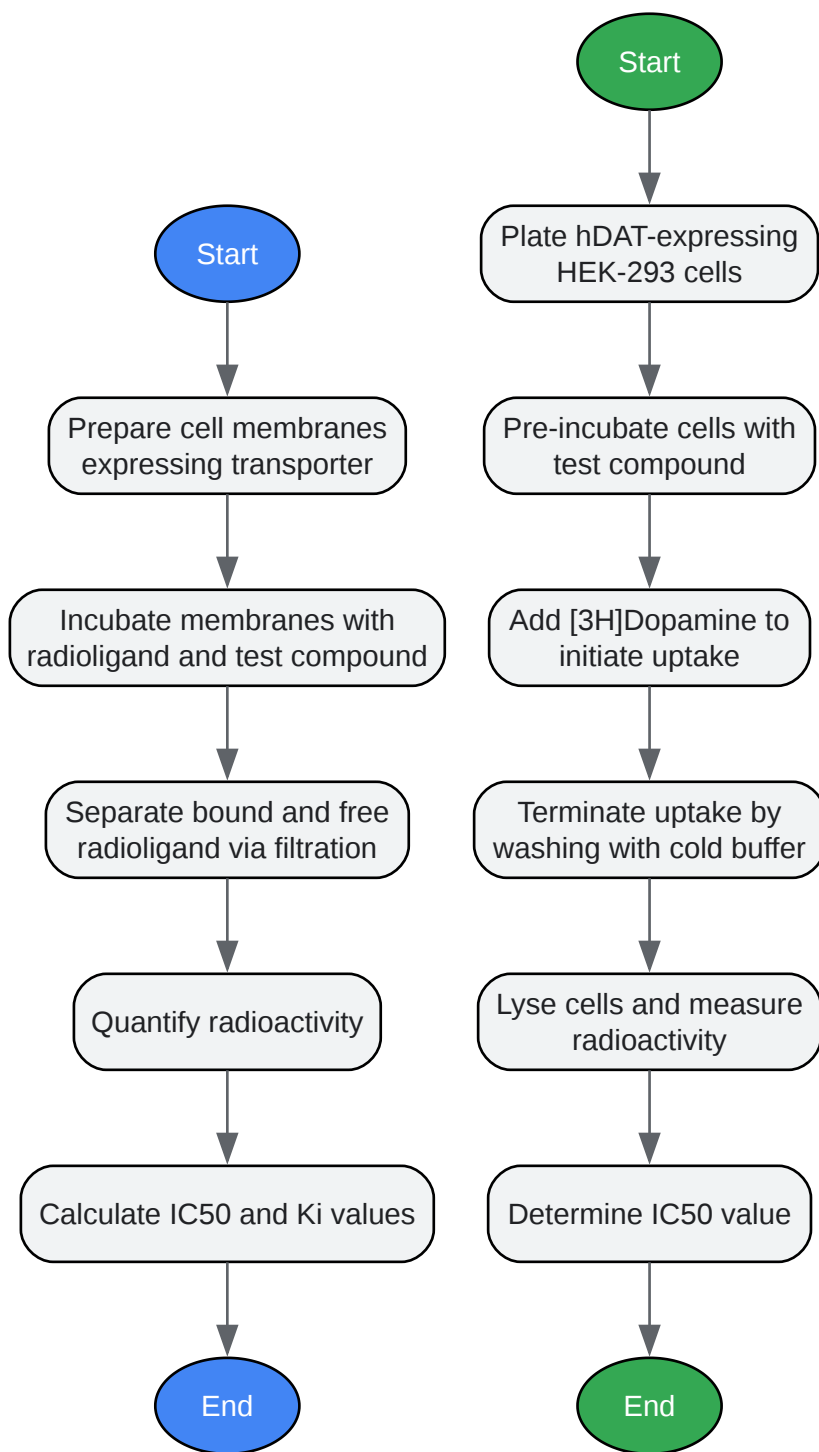 Start
Prepare cell membranes
expressing transporter
Incubate membranes with
radioligand and test compound
Separate bound and free
radioligand via filtration
Quantify radioactivity
Calculate IC50 and Ki values
End
Start
Plate hDAT-expressing
HEK-293 cells
Pre-incubate cells with
test compound
Add [3H]Dopamine to
initiate uptake
Terminate uptake by
washing with cold buffer
Lyse cells and measure
radioactivity
Determine IC50 value
End